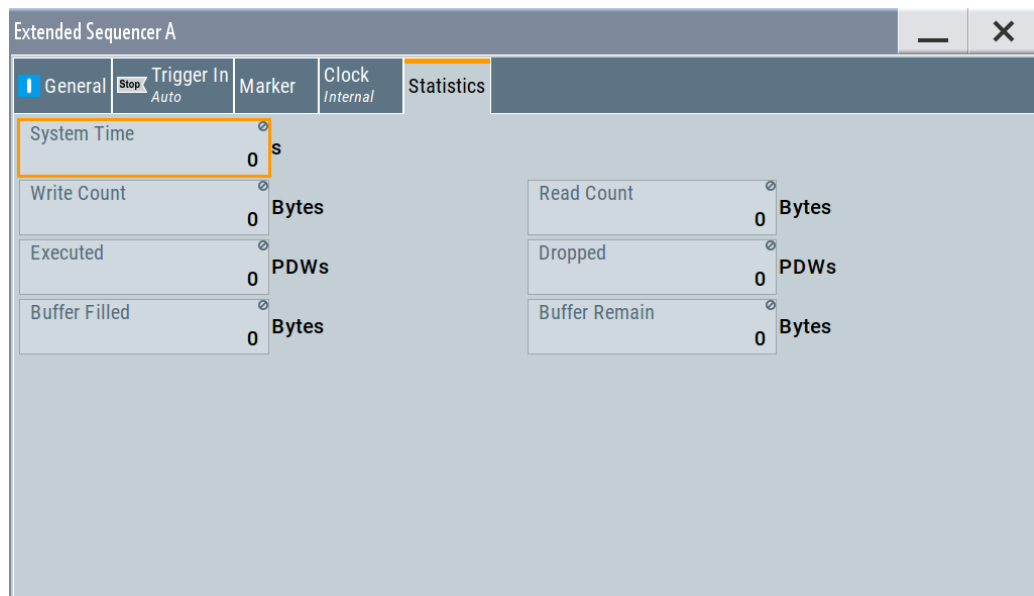 Extended Sequencer A
General
Stop
Trigger In
Auto
Marker
Clock
Internal
Statistics
System Time
0 s
Write Count
0 Bytes
Read Count
0 Bytes
Executed
0 PDWs
Dropped
0 PDWs
Buffer Filled
0 Bytes
Buffer Remain
0 Bytes